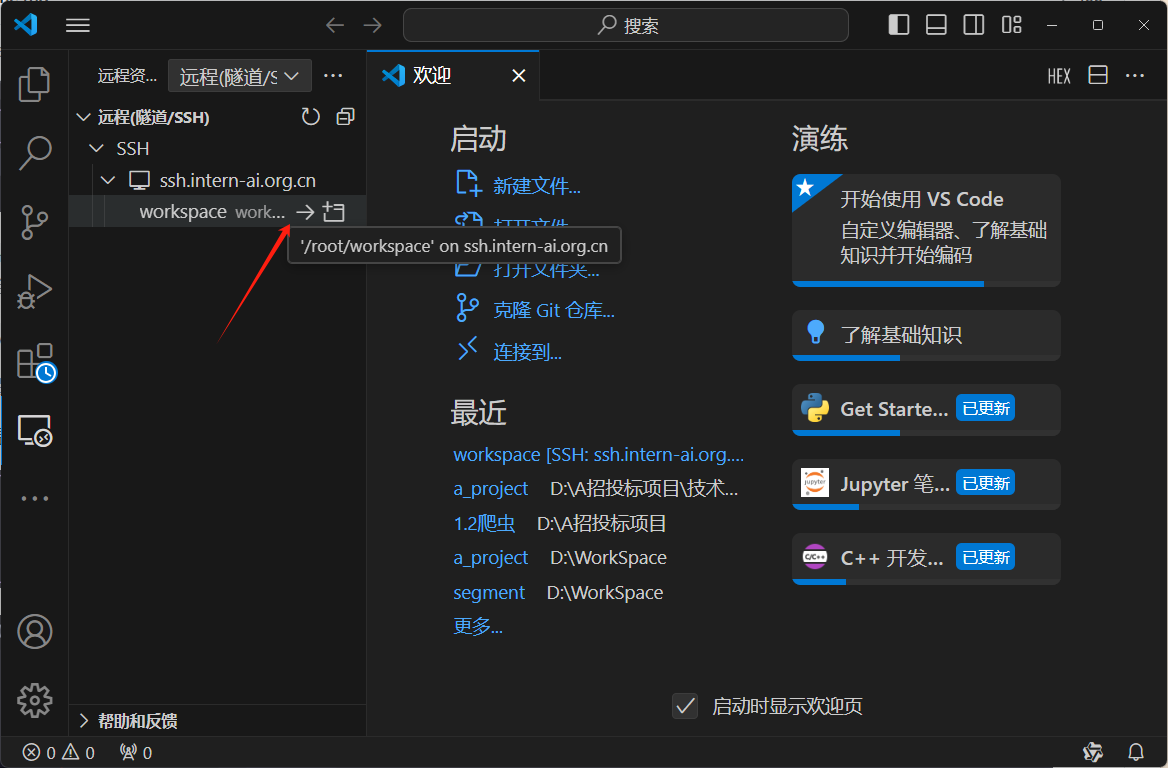 搜索
远程资...
远程(隧道/S
欢迎
HEX
远程(隧道/SSH)
SSH
ssh.intern-ai.org.cn
workspace work...
'/root/workspace' on ssh.intern-ai.org.cn
启动
新建文件...
打开文件...
打开文件夹...
克隆 Git 仓库...
连接到...
最近
workspace [SSH: ssh.intern-ai.org....
a_project D:\A招投标项目\技术...
1.2爬虫 D:\A招投标项目
a_project D:\WorkSpace
segment D:\WorkSpace
更多...
演练
开始使用 VS Code
自定义编辑器、了解基础
知识并开始编码
了解基础知识
Get Starte... 已更新
jupyter
Jupyter 笔... 已更新
C/C++
C++ 开发... 已更新
启动时显示欢迎页
帮助和反馈
0 0 0